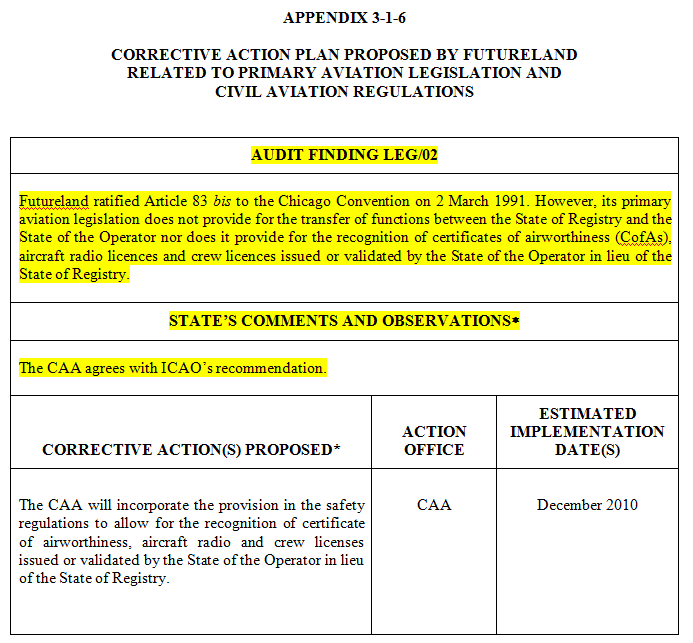 APPENDIX 3-1-6
CORRECTIVE ACTION PLAN PROPOSED BY FUTURELAND
RELATED TO PRIMARY AVIATION LEGISLATION AND
CIVIL AVIATION REGULATIONS
AUDIT FINDING LEG/02
Futureland ratified Article 83 bis to the Chicago Convention on 2 March 1991. However, its primary
aviation legislation does not provide for the transfer of functions between the State of Registry and the
State of the Operator nor does it provide for the recognition of certificates of airworthiness (CofAs),
aircraft radio licences and crew licences issued or validated by the State of the Operator in lieu of the
State of Registry.
STATE'S COMMENTS AND OBSERVATIONS*
The CAA agrees with ICAO's recommendation.
CORRECTIVE ACTION(S) PROPOSED*
ACTION
OFFICE
ESTIMATED
IMPLEMENTATION
DATE(S)
The CAA will incorporate the provision in the safety
regulations to allow for the recognition of certificate
of airworthiness, aircraft radio and crew licenses
issued or validated by the State of the Operator in lieu
of the State of Registry.
CAA
December 2010